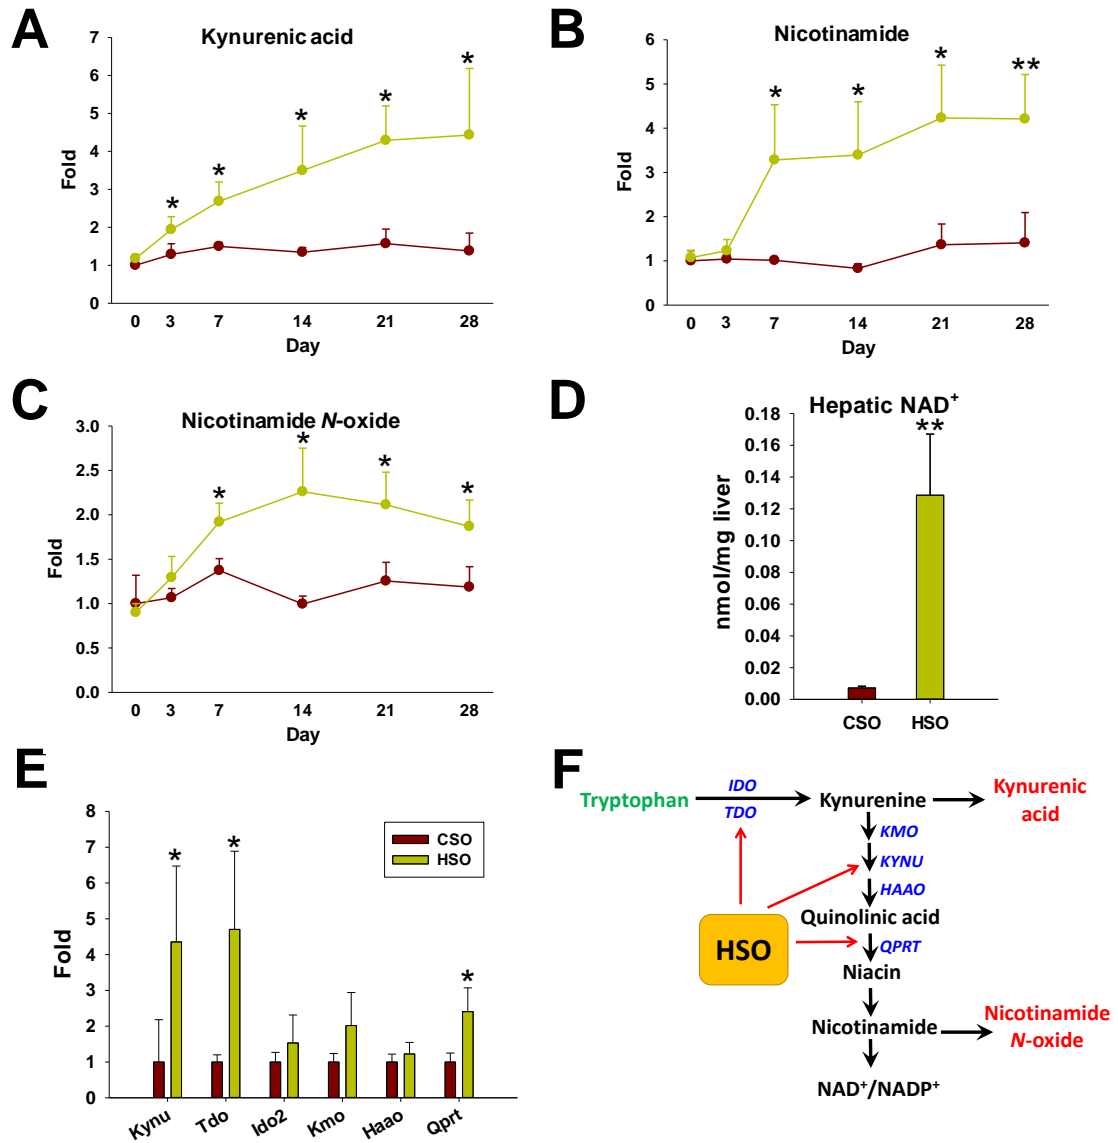 A
Kynurenic acid
7
6
5
4
3
2
1
0
Fold
*
*
*
*
*
0 3 7 14 21 28
Day
B
Nicotinamide
6
5
4
3
2
1
0
Fold
*
*
*
**
0 3 7 14 21 28
Day
C
Nicotinamide N-oxide
3.0
2.5
2.0
1.5
1.0
0.5
0.0
Fold
*
*
*
*
0 3 7 14 21 28
Day
D
Hepatic NAD⁺
0.18
0.16
0.14
0.12
0.10
0.08
0.06
0.04
0.02
0.00
nmol/mg liver
**
CSO HSO
E
8
7
6
5
4
3
2
1
0
Fold
*
*
*
CSO
HSO
Kynu Tdo Ido2 Kmo Haao Qprt
F
Tryptophan
IDO
TDO
Kynurenine
Kynurenic
acid
KMO
KYNU
HAAO
Quinolinic acid
HSO
QPRT
Niacin
Nicotinamide
Nicotinamide
N-oxide
NAD⁺/NADP⁺